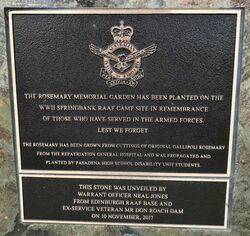 THE ROSEMARY MEMORIAL GARDEN HAS BEEN PLANTED ON THE
WWII SPRINGBANK RAAF CAMP SITE IN REMEMBRANCE
OF THOSE WHO HAVE SERVED IN THE ARMED FORCES.
LEST WE FORGET
THE ROSEMARY HAS BEEN GROWN FROM CUTTINGS OF ORIGINAL GALLIPOLI ROSEMARY
FROM THE REPATRIATION GENERAL HOSPITAL AND WAS PROPAGATED AND
PLANTED BY PASADENA HIGH SCHOOL DISABILITY UNIT STUDENTS.
THIS STONE WAS UNVEILED BY
WARRANT OFFICER NEAL JONES
FROM EDINBURGH RAAF BASE AND
EX-SERVICE VETERAN MR DON ROACH OAM
ON 10 NOVEMBER, 2017